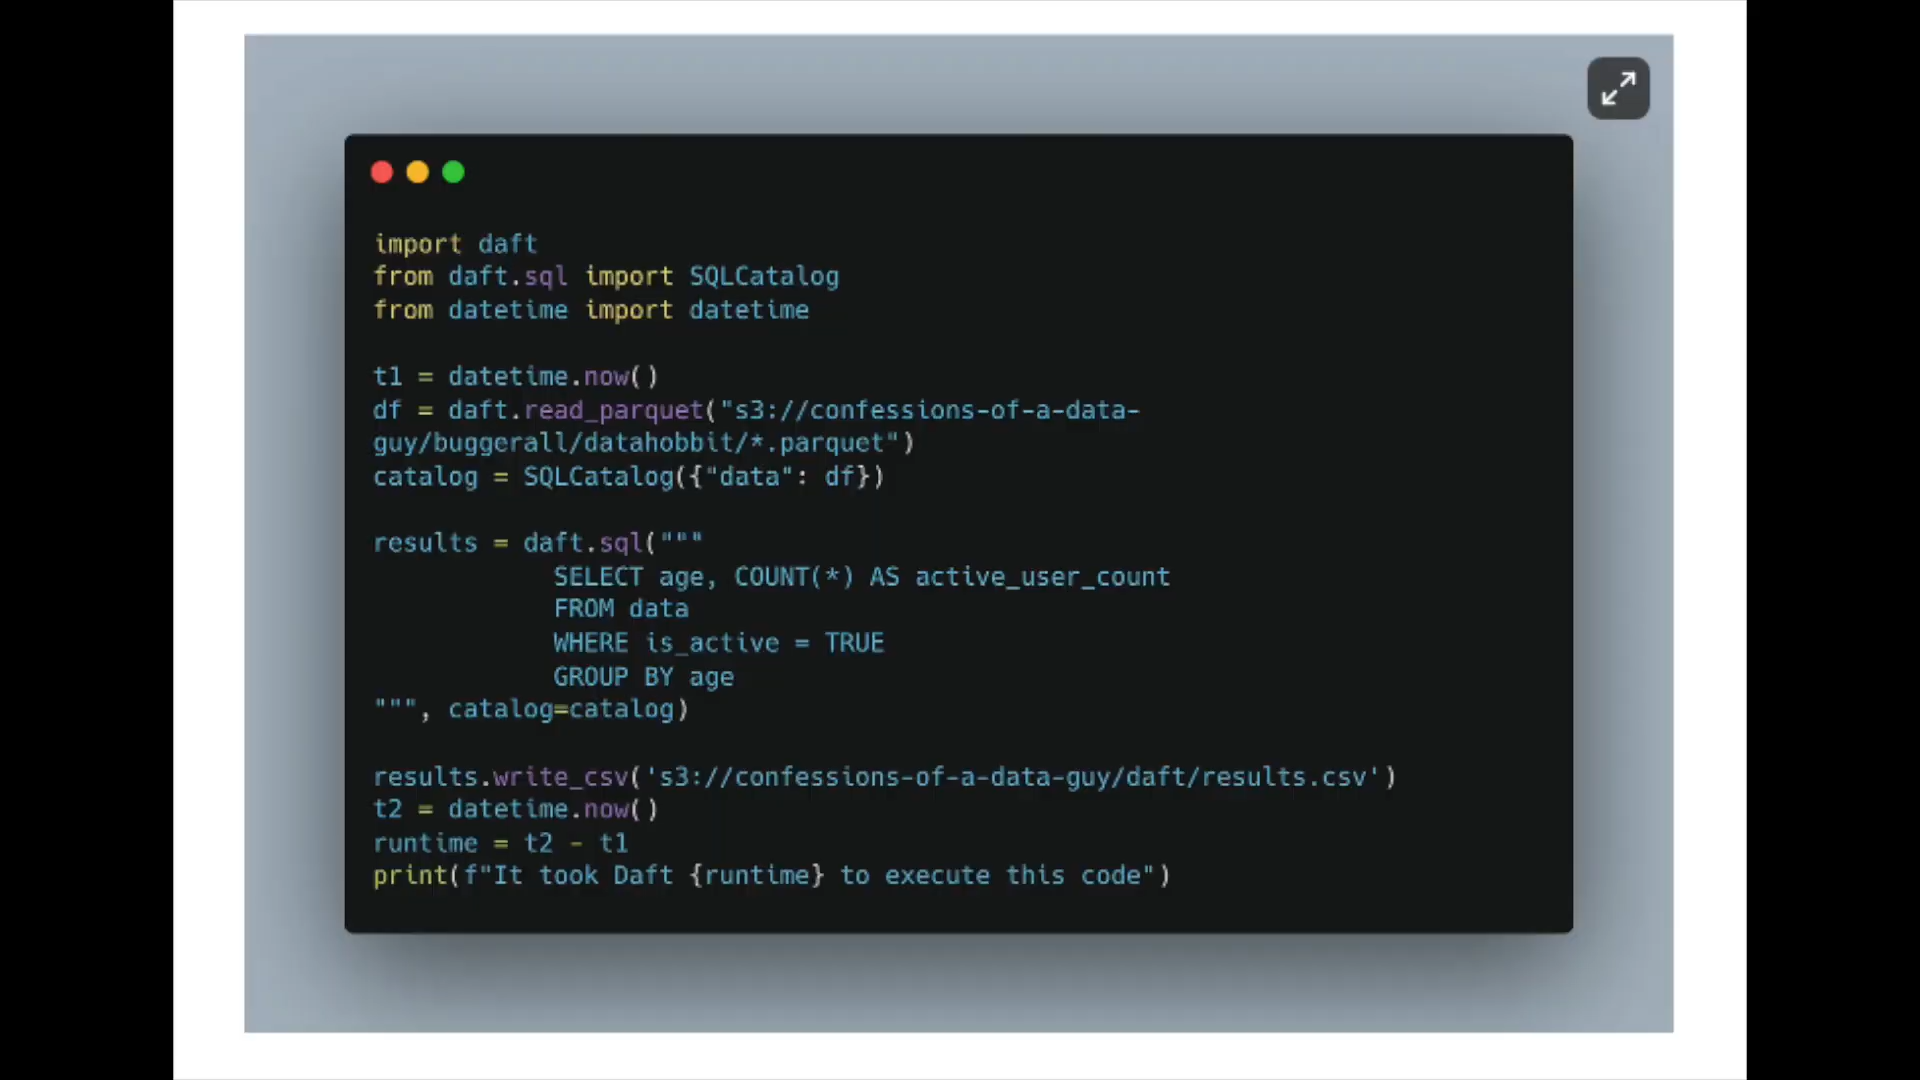 import daft
from daft.sql import SQLCatalog
from datetime import datetime
t1 = datetime.now()
df = daft.read_parquet("s3://confessions-of-a-data-
guy/buggerall/datahobbit/*.parquet")
catalog = SQLCatalog({"data": df})
results = daft.sql("""
            SELECT age, COUNT(*) AS active_user_count
            FROM data
            WHERE is_active = TRUE
            GROUP BY age
""", catalog=catalog)
results.write_csv('s3://confessions-of-a-data-guy/daft/results.csv')
t2 = datetime.now()
runtime = t2 - t1
print(f"It took Daft {runtime} to execute this code")